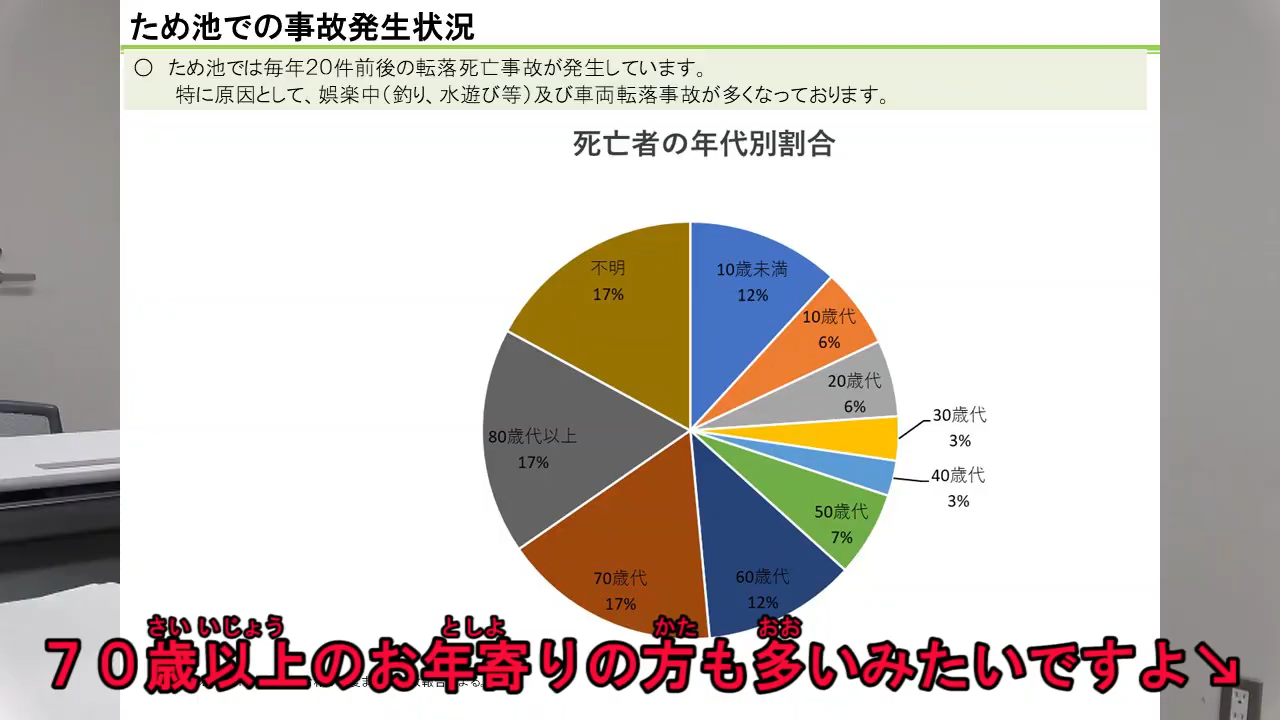 ため池での事故発生状況
〇 ため池では毎年20件前後の転落死亡事故が発生しています。
特に原因として、娯楽中(釣り、水遊び等)及び車両転落事故が多くなっております。
死亡者の年代別割合
不明
17%
10歳未満
12%
10歳代
6%
20歳代
6%
30歳代
3%
40歳代
3%
50歳代
7%
60歳代
12%
70歳代
17%
80歳代以上
17%
さい いじょう としよ かた おお
70歳以上のお年寄りの方も多いみたいですよ↘